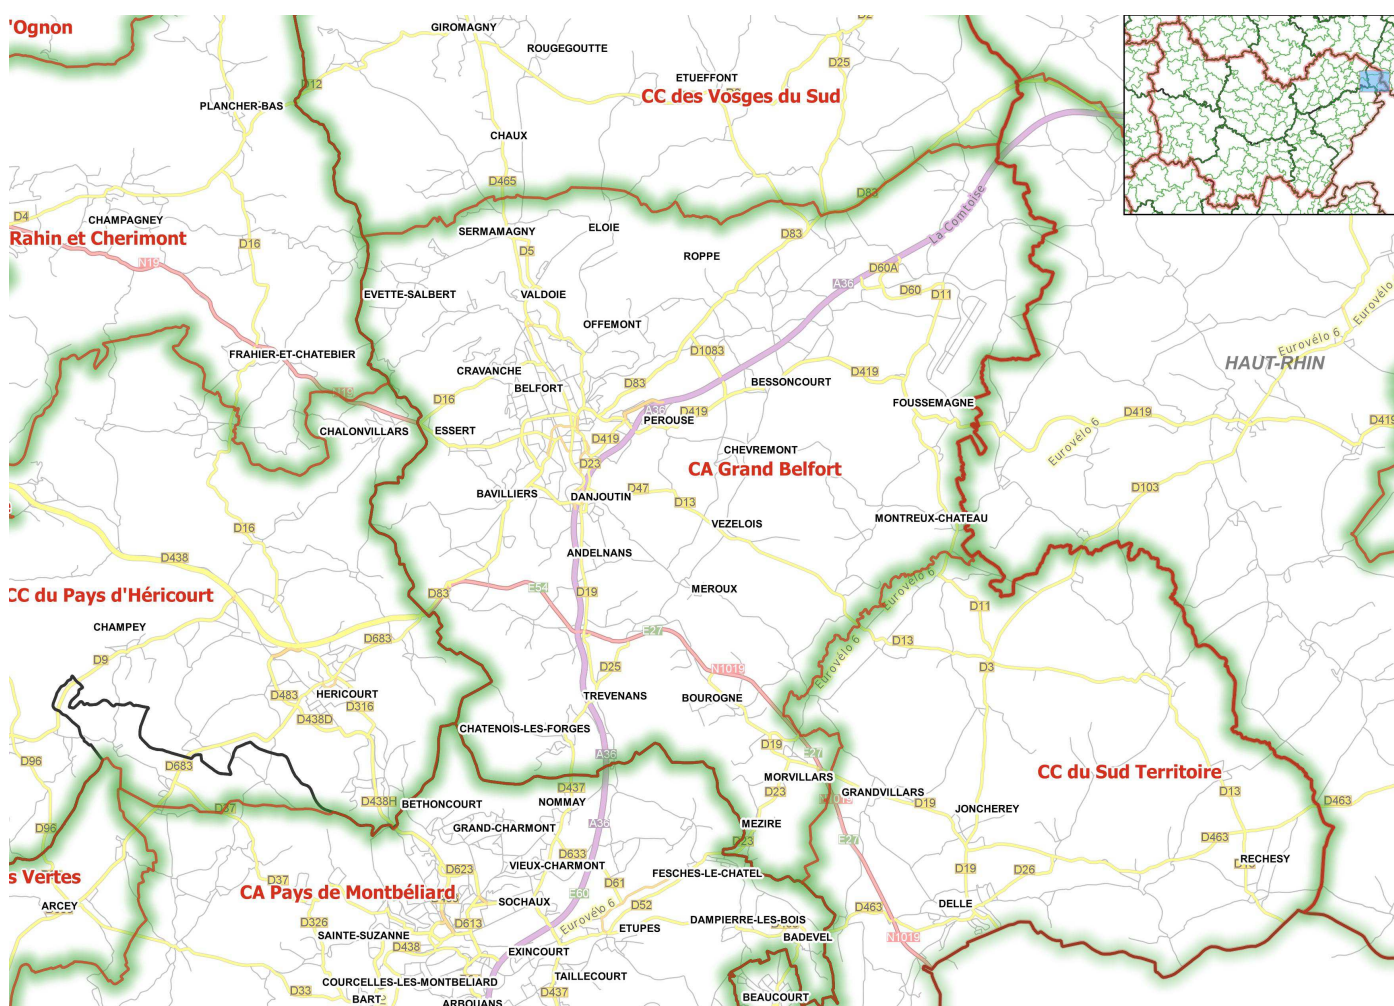 'Ognon
GIROMAGNY
D2
ROUGEGOUTTE
D25
ETUEFFONT
D12
CC des Vosges du Sud
PLANCHER-BAS
CHAUX
D465
D83
La Comtoise
D4
CHAMPAGNEY
Rahin et Cherimont
D16
N19
SERMAMAGNY
ELOIE
D5
D83
ROPPE
D60A
A36
D60
D11
EVETTE-SALBERT
VALDOIE
OFFEMONT
Eurovélo 6
Eurovélo
HAUT-RHIN
FRAHIER-ET-CHATEBIER
D1083
CRAVANCHE
BELFORT
D83
BESSONCOURT
D419
N19
D16
FOUSSEMAGNE
A36
D419
PEROUSE
D419
D419
CHALONVILLARS
ESSERT
D419
Eurovélo 6
CHEVREMONT
D23
CA Grand Belfort
BAVILLIERS
DANJOUTIN
D47
D13
D103
D16
VEZELOIS
MONTREUX-CHATEAU
D438
ANDELNANS
CC du Pays d'Héricourt
D83
E54
D19
MEROUX
Eurovélo 6
D11
CHAMPEY
D683
E27
D13
D9
D25
N1019
Eurovélo 6
D3
D483
HERICOURT
D316
D438D
TREVENANS
BOUROGNE
CHATENOIS-LES-FORGES
D96
D683
A36
D19
E27
MORVILLARS
CC du Sud Territoire
D437
D23
GRANDVILLARS
D13
D37
D438H
BETHONCOURT
NOMMAY
N1019
D19
JONCHEREY
D463
D96
GRAND-CHARMONT
A36
MEZIRE
D23
E27
D463
D633
RECHESY
s Vertes
D37
D623
VIEUX-CHARMONT
D61
FESCHES-LE-CHATEL
D19
D26
CA Pays de Montbéliard
E60
ARCEY
SOCHAUX
Eurovélo 6
D52
DELLE
D326
D613
ETUPES
DAMPIERRE-LES-BOIS
D463
SAINTE-SUZANNE
D438
BADEVEL
N1019
EXINCOURT
COURCELLES-LES-MONTBELIARD
TAILLECOURT
D33
BART
ARBOUANS
D437
BEAUCOURT